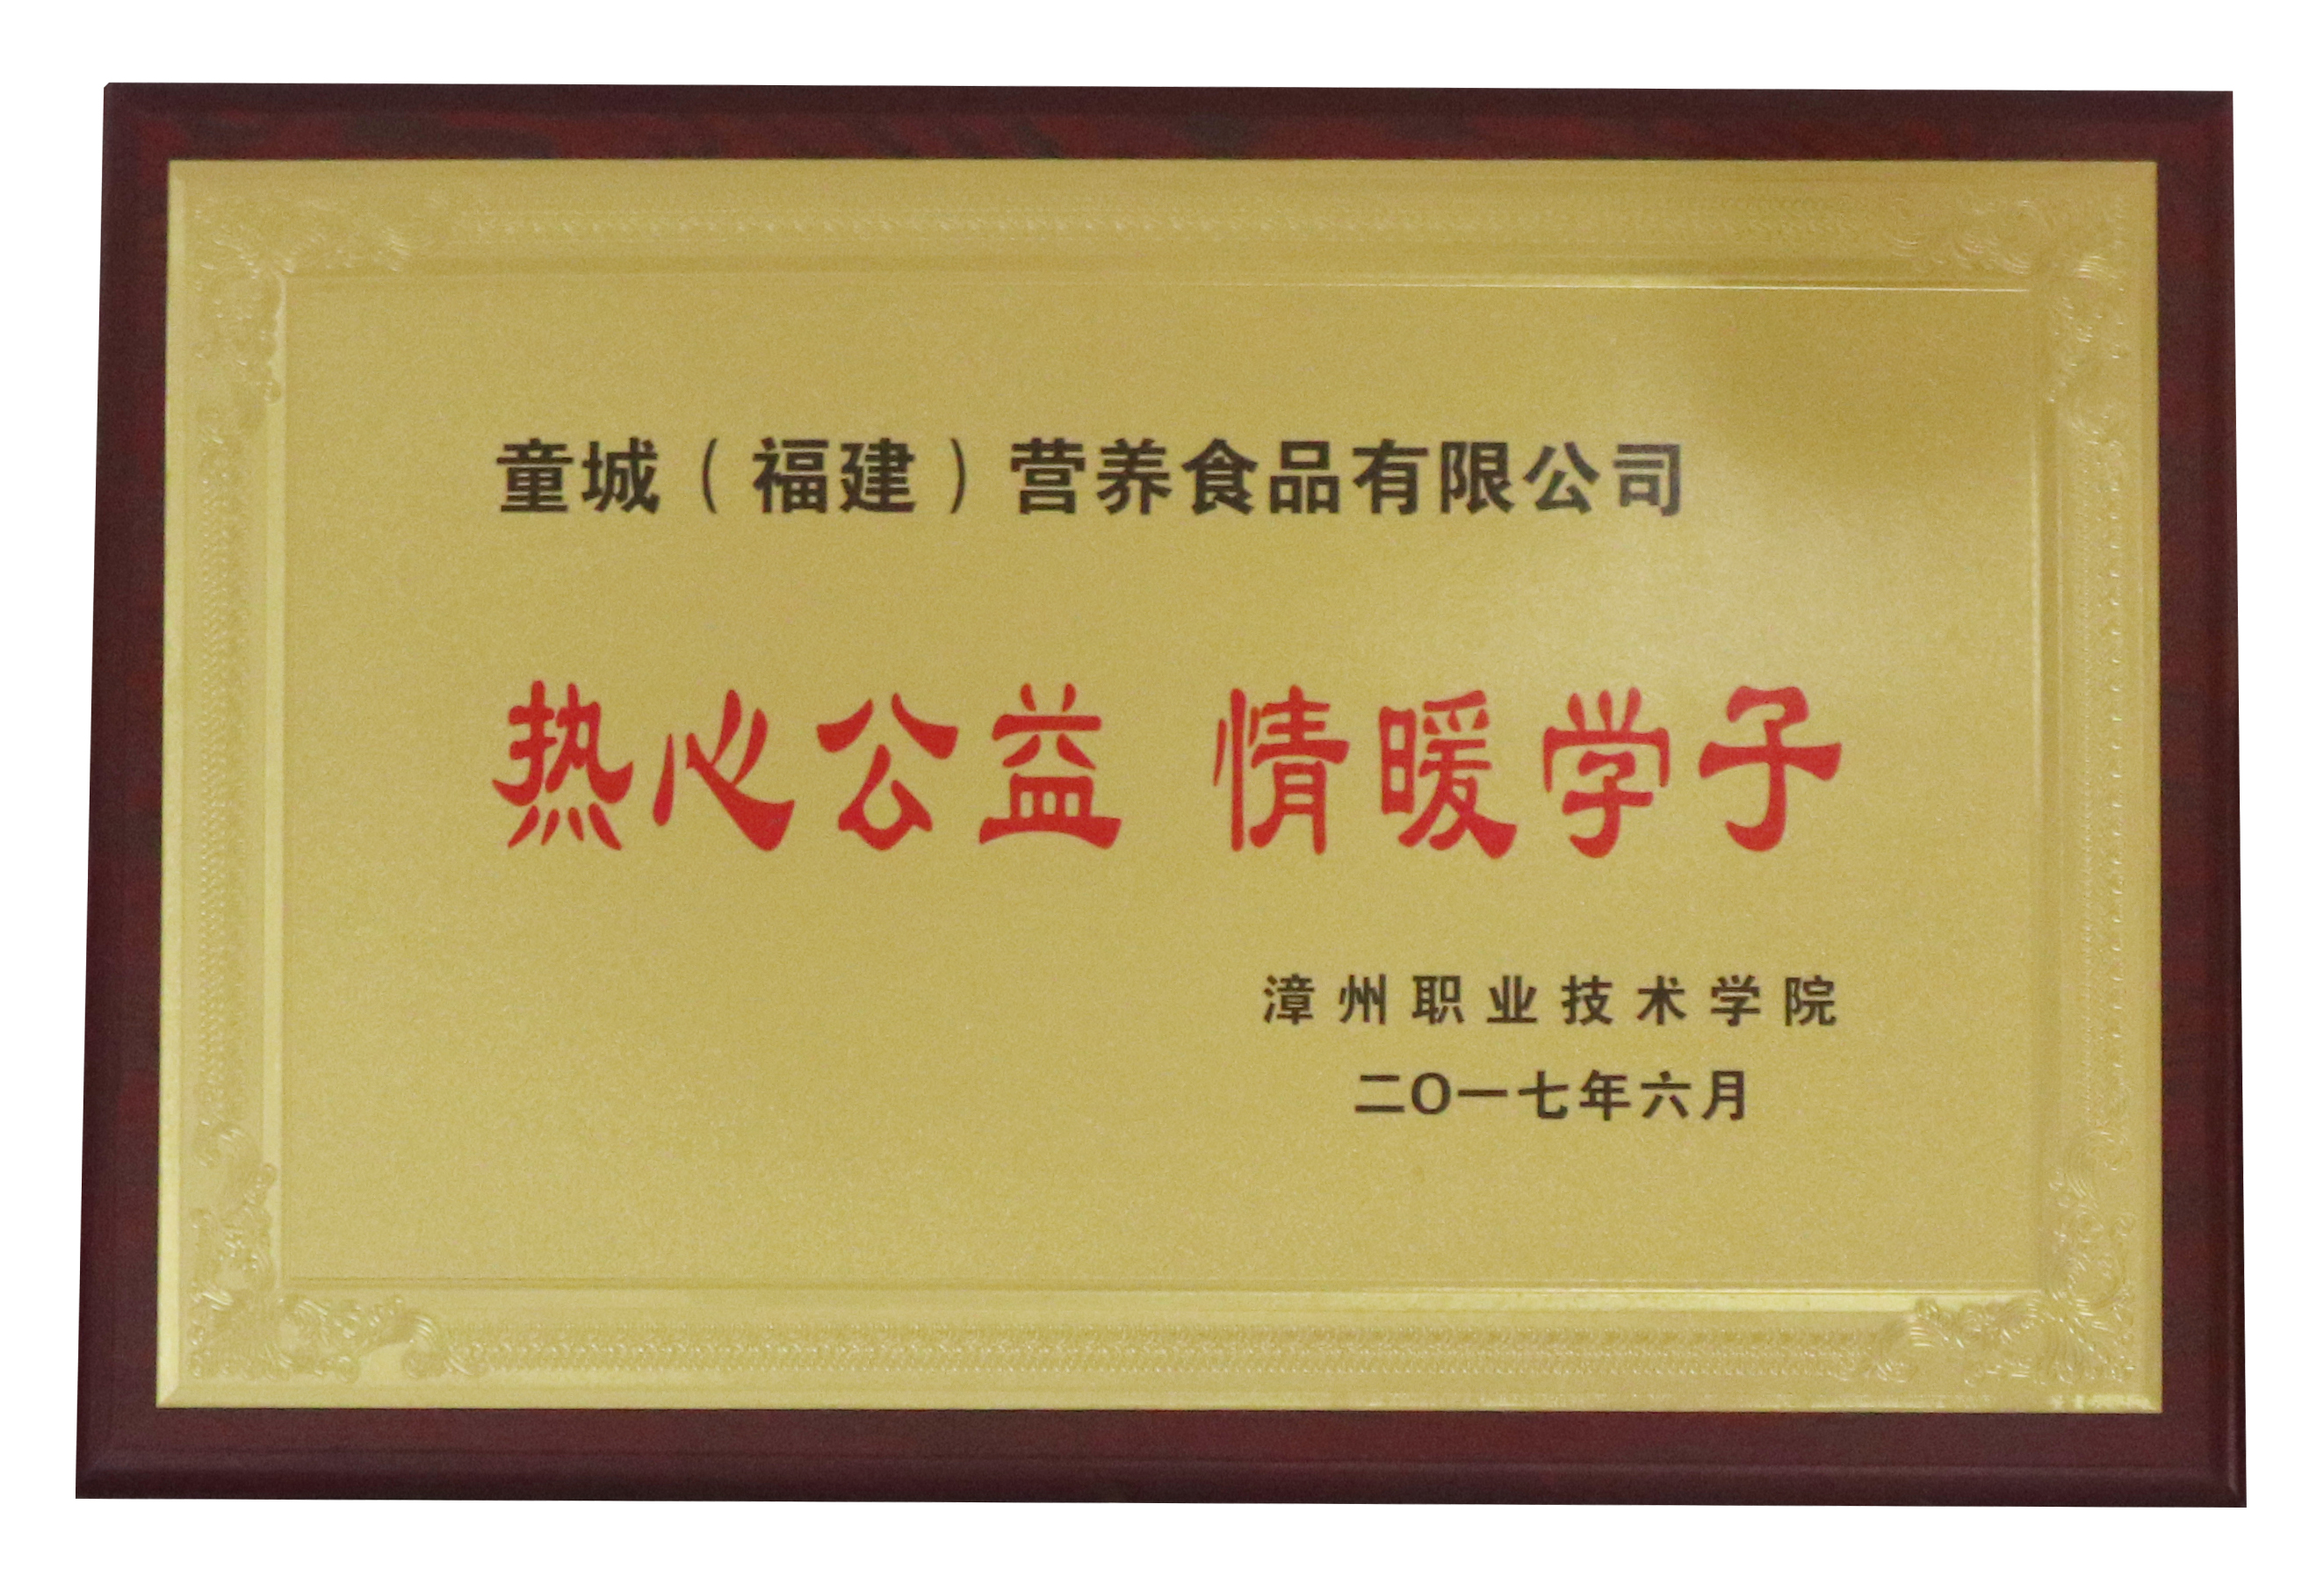 童城（福建）营养食品有限公司
热心公益 情暖学子
漳州职业技术学院
二〇一七年六月